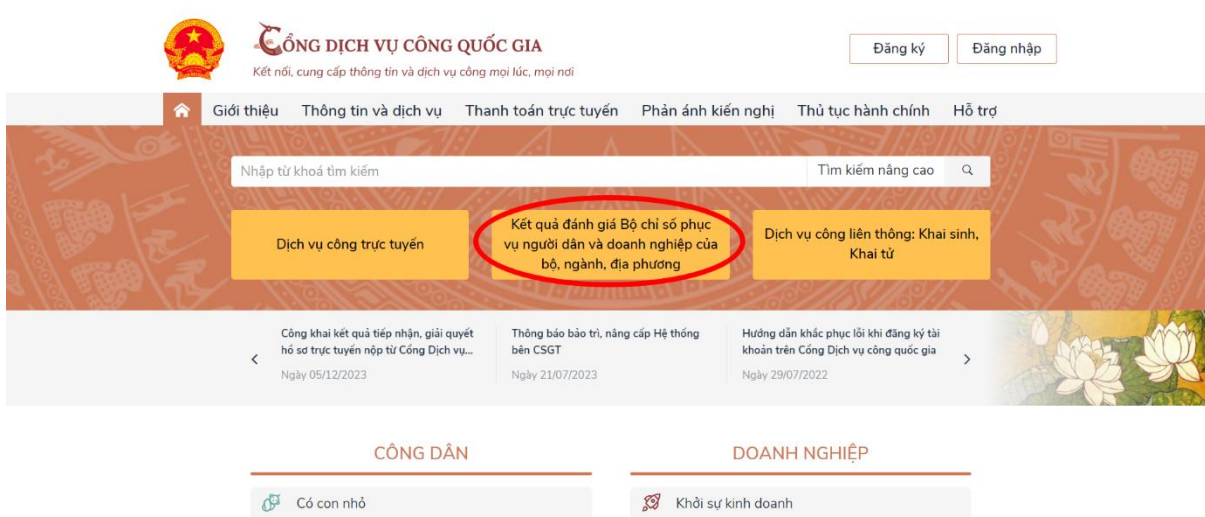 CỔNG DỊCH VỤ CÔNG QUỐC GIA
Kết nối, cung cấp thông tin và dịch vụ công mọi lúc, mọi nơi
Đăng ký
Đăng nhập
Giới thiệu
Thông tin và dịch vụ
Thanh toán trực tuyến
Phản ánh kiến nghị
Thủ tục hành chính
Hỗ trợ
Nhập từ khoá tìm kiếm
Tìm kiếm nâng cao
Dịch vụ công trực tuyến
Kết quả đánh giá Bộ chỉ số phục
vụ người dân và doanh nghiệp của
bộ, ngành, địa phương
Dịch vụ công liên thông: Khai sinh,
Khai tử
Công khai kết quả tiếp nhận, giải quyết
hồ sơ trực tuyến nộp từ Cổng Dịch vụ...
Ngày 05/12/2023
Thông báo bảo trì, nâng cấp Hệ thống
bên CSGT
Ngày 21/07/2023
Hướng dẫn khắc phục lỗi khi đăng ký tài
khoản trên Cổng Dịch vụ công quốc gia
Ngày 29/07/2022
CÔNG DÂN
Có con nhỏ
DOANH NGHIỆP
Khởi sự kinh doanh